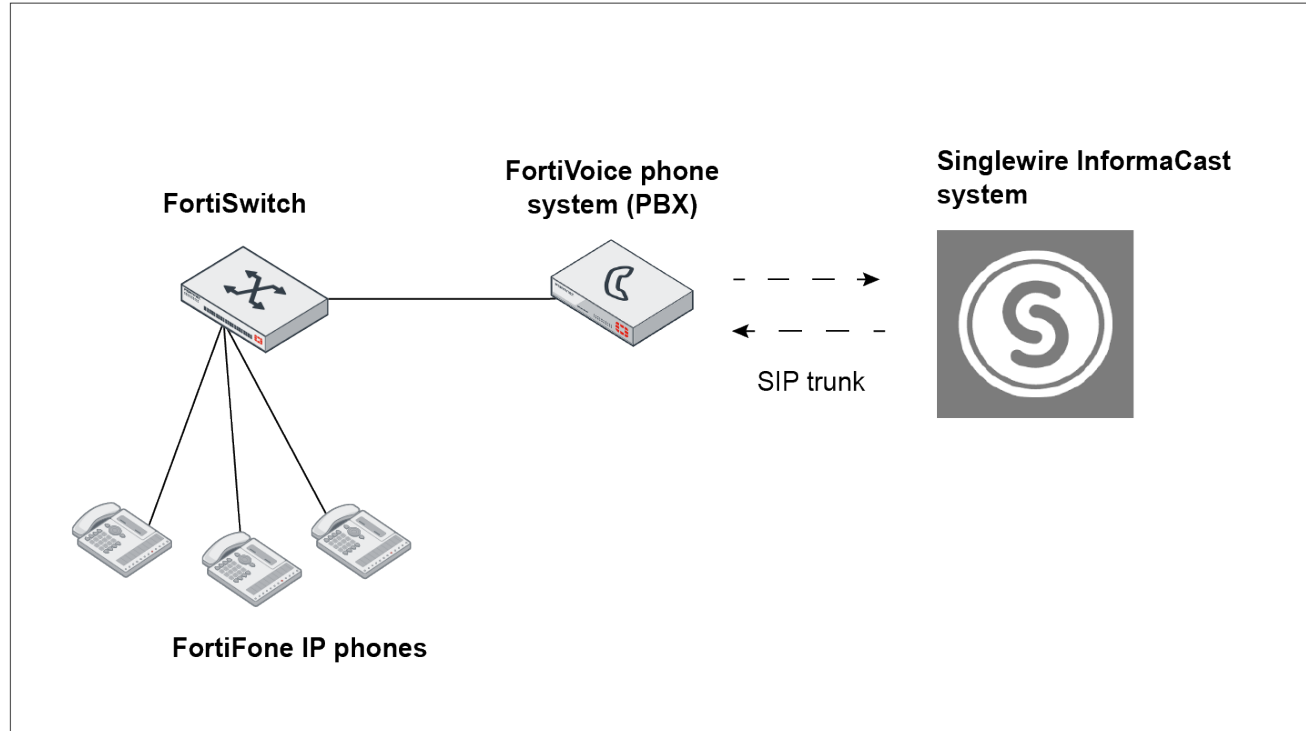 FortiSwitch
FortiVoice phone
system (PBX)
Singlewire InformaCast
system
SIP trunk
FortiFone IP phones